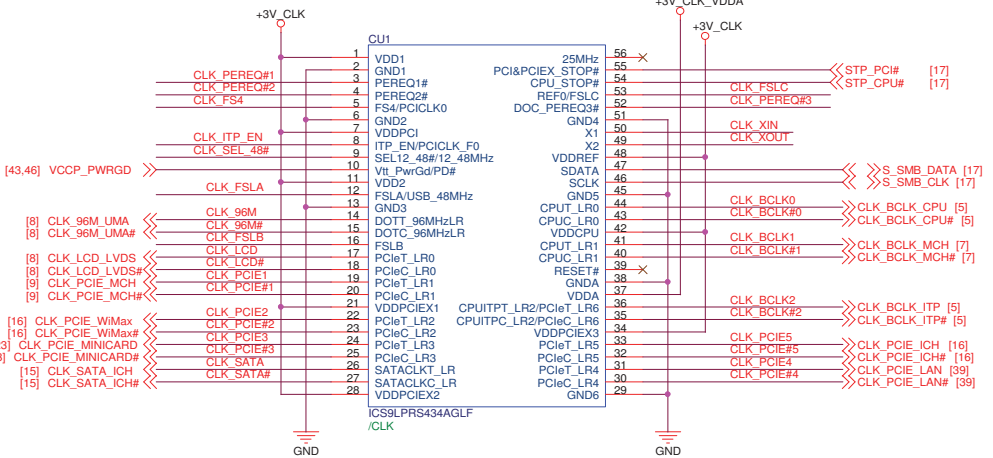 +3V_CLK_VDDA
+3V_CLK
+3V_CLK
CU1
1 VDD1 25MHz 56
2 GND1 PCI&PCIEX_STOP# 55 STP_PCI# [17]
CLK_PEREQ#1 3 PEREQ1# CPU_STOP# 54 STP_CPU# [17]
CLK_PEREQ#2 4 PEREQ2# REF0/FSLC 53 CLK_FSLC
CLK_FS4 5 FS4/PCICLK0 DOC_PEREQ3# 52 CLK_PEREQ#3
6 GND2 GND4 51
7 VDDPCI X1 50 CLK_XIN
CLK_ITP_EN 8 ITP_EN/PCICLK_F0 X2 49 CLK_XOUT
CLK_SEL_48# 9 SEL12_48#/12_48MHz VDDREF 48
[43,46] VCCP_PWRGD 10 Vtt_PwrGd/PD# SDATA 47 S_SMB_DATA [17]
11 VDD2 SCLK 46 S_SMB_CLK [17]
CLK_FSLA 12 FSLA/USB_48MHz GND5 45
13 GND3 CPUT_LR0 44 CLK_BCLK0 CLK_BCLK_CPU [5]
[8] CLK_96M_UMA CLK_96M 14 DOTT_96MHzLR CPUC_LR0 43 CLK_BCLK#0 CLK_BCLK_CPU# [5]
[8] CLK_96M_UMA# CLK_96M# 15 DOTC_96MHzLR VDDCPU 42
CLK_FSLB 16 FSLB CPUT_LR1 41 CLK_BCLK1 CLK_BCLK_MCH [7]
[8] CLK_LCD_LVDS CLK_LCD 17 PCIeT_LR0 CPUC_LR1 40 CLK_BCLK#1 CLK_BCLK_MCH# [7]
[8] CLK_LCD_LVDS# CLK_LCD# 18 PCIeC_LR0 RESET# 39
[9] CLK_PCIE_MCH CLK_PCIE1 19 PCIeT_LR1 GNDA 38
[9] CLK_PCIE_MCH# CLK_PCIE#1 20 PCIeC_LR1 VDDA 37
21 VDDPCIEX1 CPUITPT_LR2/PCIeT_LR6 36 CLK_BCLK2 CLK_BCLK_ITP [5]
[16] CLK_PCIE_WiMax CLK_PCIE2 22 PCIeT_LR2 CPUITPC_LR2/PCIeC_LR6 35 CLK_BCLK#2 CLK_BCLK_ITP# [5]
[16] CLK_PCIE_WiMax# CLK_PCIE#2 23 PCIeC_LR2 VDDPCIEX3 34
3] CLK_PCIE_MINICARD CLK_PCIE3 24 PCIeT_LR3 PCIeT_LR5 33 CLK_PCIE5 CLK_PCIE_ICH [16]
CLK_PCIE_MINICARD# CLK_PCIE#3 25 PCIeC_LR3 PCIeC_LR5 32 CLK_PCIE#5 CLK_PCIE_ICH# [16]
[15] CLK_SATA_ICH CLK_SATA 26 SATACLKT_LR PCIeT_LR4 31 CLK_PCIE4 CLK_PCIE_LAN [39]
[15] CLK_SATA_ICH# CLK_SATA# 27 SATACLKC_LR PCIeC_LR4 30 CLK_PCIE#4 CLK_PCIE_LAN# [39]
28 VDDPCIEX2 GND6 29
ICS9LPRS434AGLF
/CLK
GND
GND